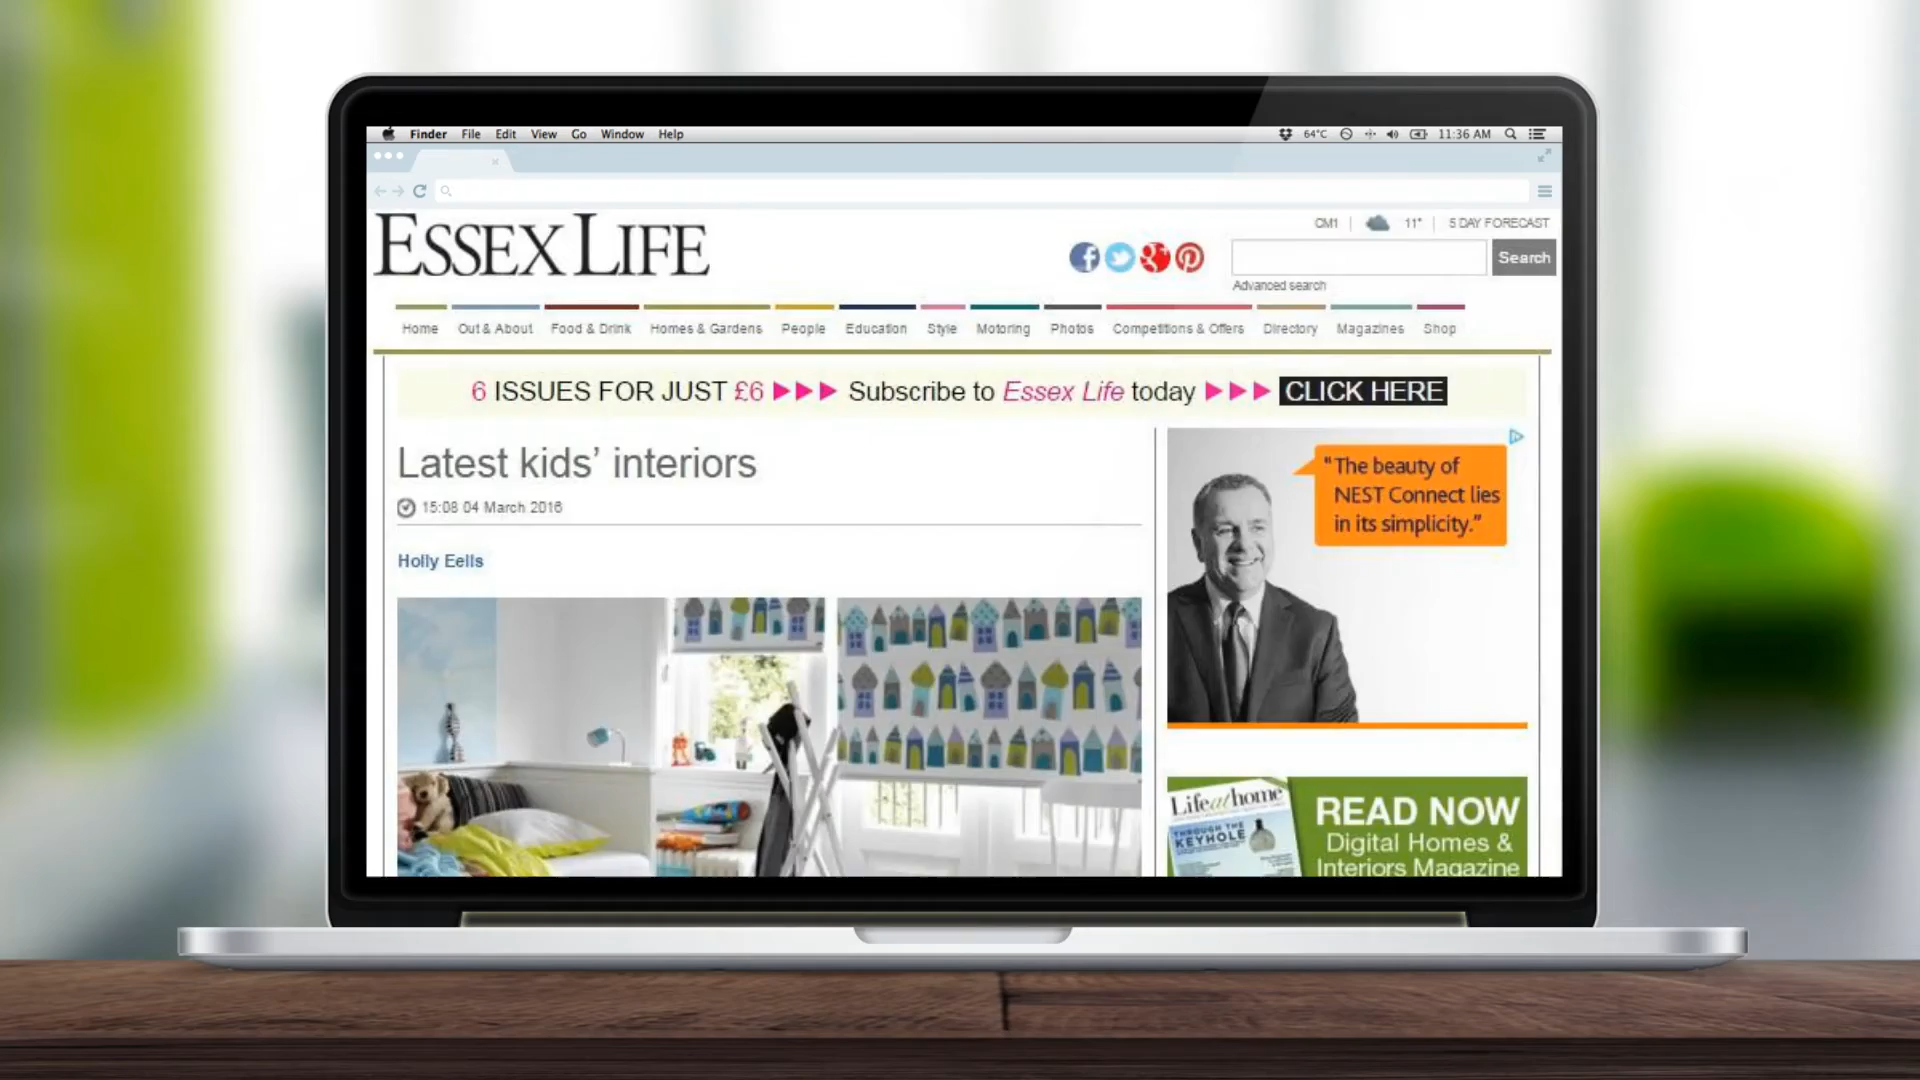 Finder File Edit View Go Window Help
64°C 11:36 AM
ESSEX LIFE
CM1 11° 5 DAY FORECAST
Search
Advanced search
Home Out & About Food & Drink Homes & Gardens People Education Style Motoring Photos Competitions & Offers Directory Magazines Shop
6 ISSUES FOR JUST £6 Subscribe to Essex Life today CLICK HERE
Latest kids’ interiors
15:08 04 March 2016
Holly Eells
“The beauty of
NEST Connect lies
in its simplicity.”
Lifeathome
THROUGH THE
KEYHOLE
READ NOW
Digital Homes &
Interiors Magazine